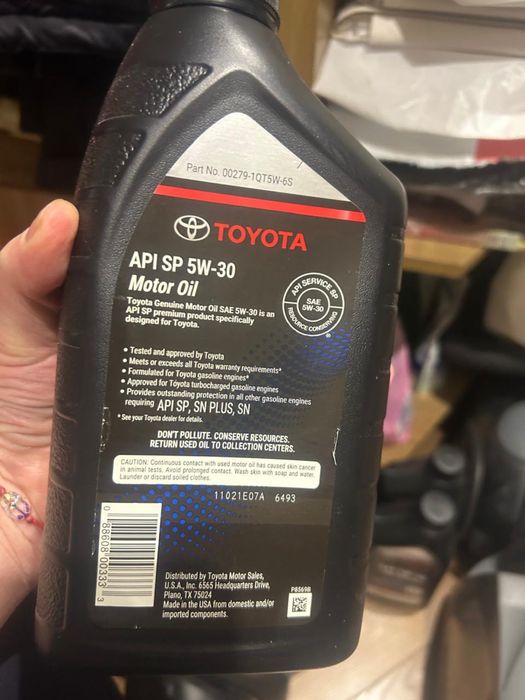 Part No. 00279-1QT5W-6S
TOYOTA
API SP 5W-30
Motor Oil
Toyota Genuine Motor Oil SAE 5W-30 is an
API SP premium product specifically
designed for Toyota.
API SERVICE SP
SAE
5W-30
RESOURCE CONSERVING
®
• Tested and approved by Toyota
• Meets or exceeds all Toyota warranty requirements*
• Formulated for Toyota gasoline engines*
• Approved for Toyota turbocharged gasoline engines
• Provides outstanding protection in all other gasoline engines
requiring API SP, SN PLUS, SN
* See your Toyota dealer for details.
DON'T POLLUTE. CONSERVE RESOURCES.
RETURN USED OIL TO COLLECTION CENTERS.
CAUTION: Continuous contact with used motor oil has caused skin cancer
in animal tests. Avoid prolonged contact. Wash skin with soap and water.
Launder or discard soiled clothes.
11021E07A 6493
0 88608 00333 3
Distributed by Toyota Motor Sales,
U.S.A., Inc. 6565 Headquarters Drive,
Plano, TX 75024
Made in the USA from domestic and/or
imported components.
P8569B